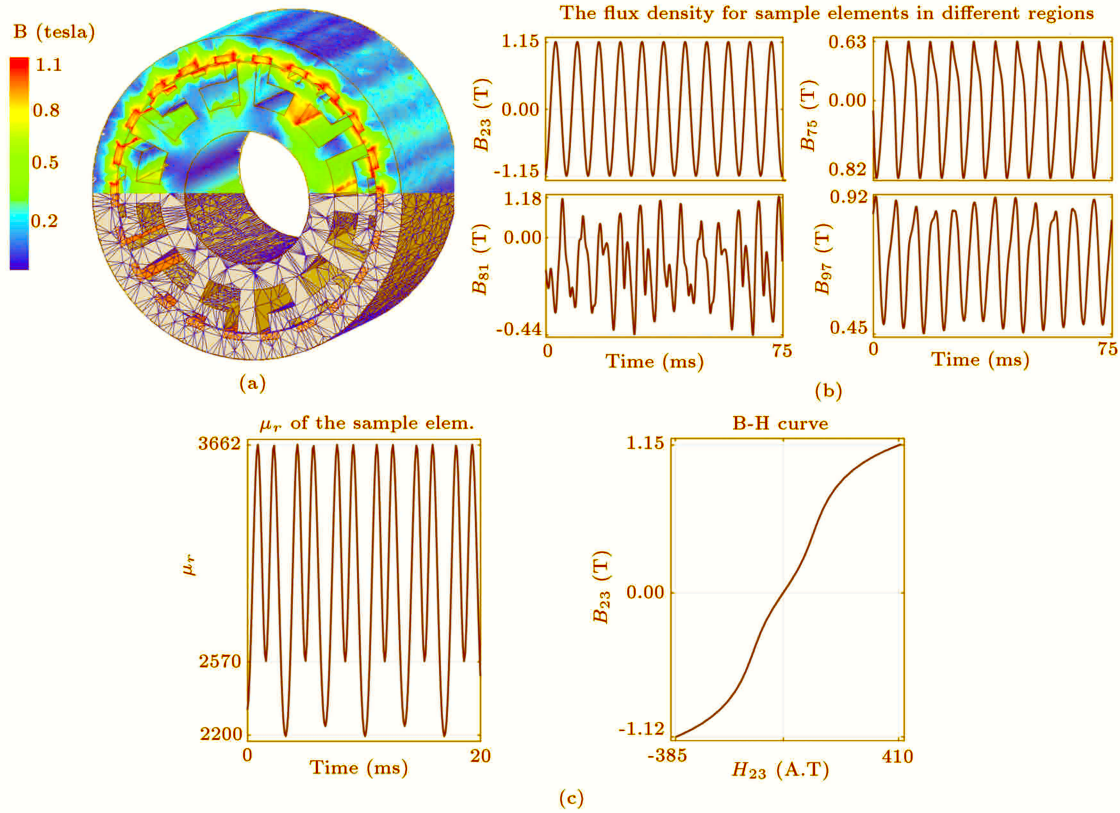 The flux density for sample elements in different regions
B (tesla)
1.1
0.8
0.5
0.2
(a)
1.15
0.00
-1.15
B23 (T)
0.63
0.00
0.82
B75 (T)
1.18
0.00
-0.44
B81 (T)
0
75
Time (ms)
0.92
0.45
B97 (T)
0
75
Time (ms)
(b)
μr of the sample elem.
3662
2570
2200
μr
0
20
Time (ms)
B-H curve
1.15
0.00
-1.12
B23 (T)
-385
410
H23 (A.T)
(c)